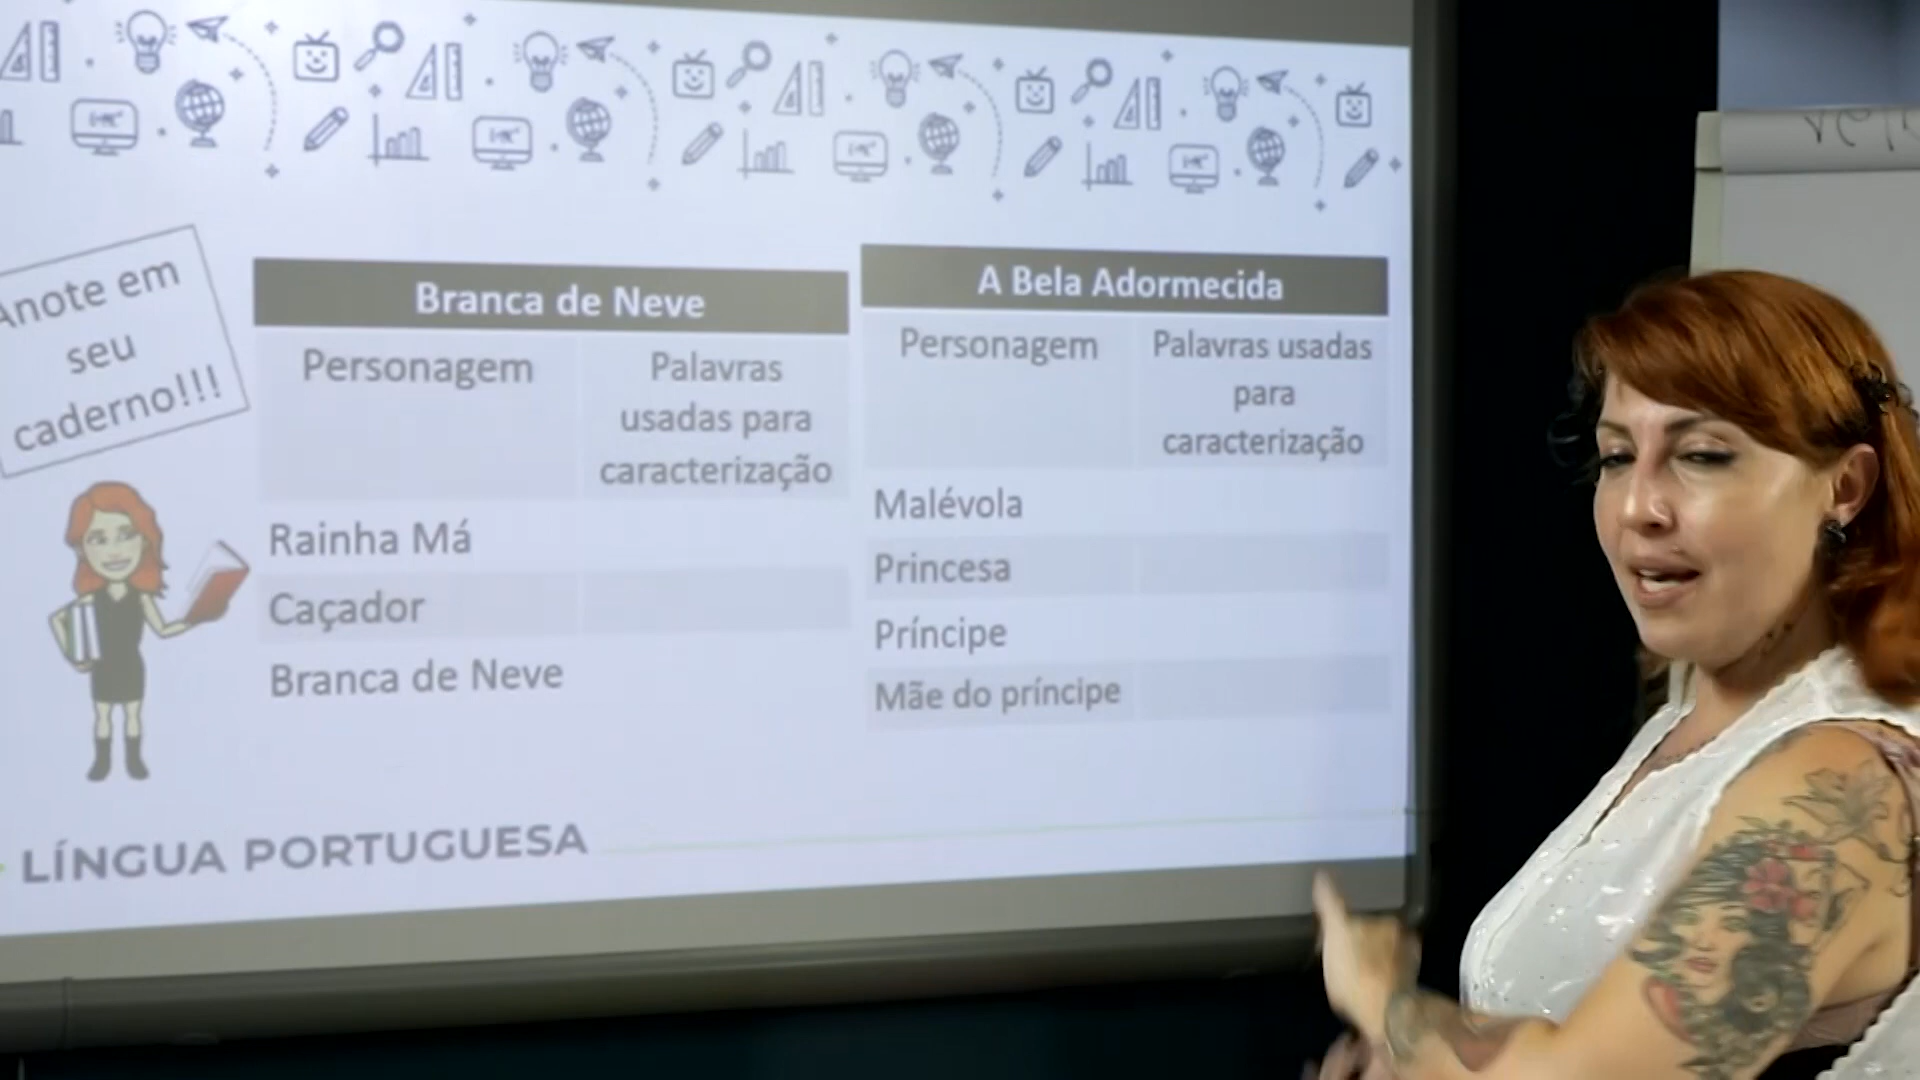 Anote em
seu
caderno!!!
Branca de Neve
Personagem
Palavras
usadas para
caracterização
Rainha Má
Caçador
Branca de Neve
A Bela Adormecida
Personagem
Palavras usadas
para
caracterização
Malévola
Princesa
Príncipe
Mãe do príncipe
LÍNGUA PORTUGUESA